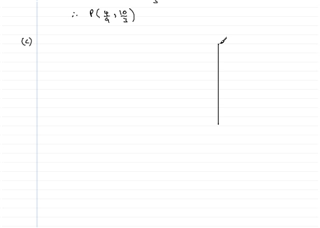 ∴ P(4/9, 10/3)
(c)